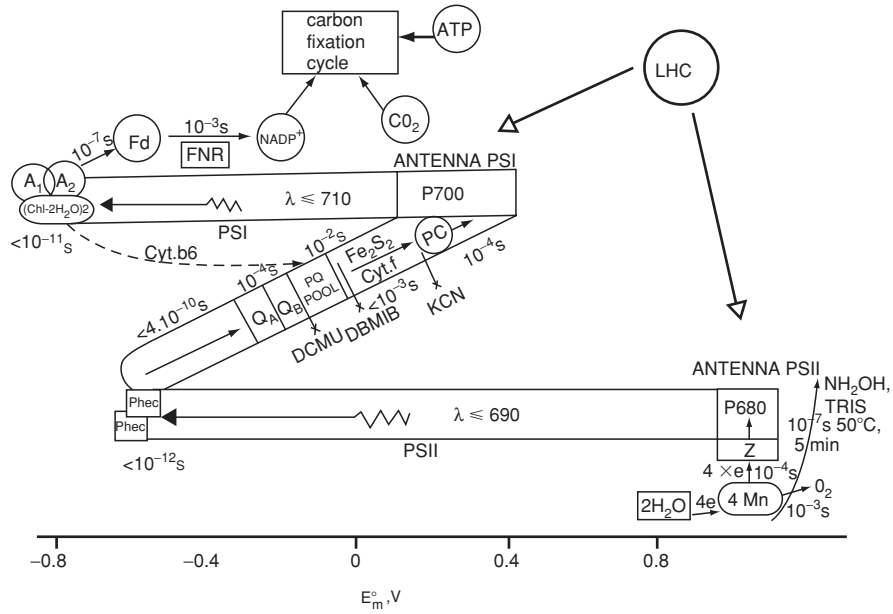 carbon
fixation
cycle
ATP
LHC
C0₂
10⁻⁷s
Fd
10⁻³s
FNR
NADP⁺
A₁ A₂
(Chl-2H₂O)2
<10⁻¹¹s
ANTENNA PSI
λ ≤ 710
P700
PSI
Cyt.b6
<4.10⁻¹⁰s
10⁻⁴s
10⁻²s
Q_A
Q_B
PQ
POOL
Fe₂S₂
Cyt.f
PC
10⁻⁴s
<10⁻³s
DCMU
DBMIB
KCN
ANTENNA PSII
Phec
Phec
<10⁻¹²s
λ ≤ 690
PSII
P680
Z
NH₂OH,
TRIS
10⁻⁷s 50°C,
5 min
4 ×e 10⁻⁴s
2H₂O
4e
4 Mn
0₂
10⁻³s
−0.8 −0.4 0 0.4 0.8
E°ₘ,V